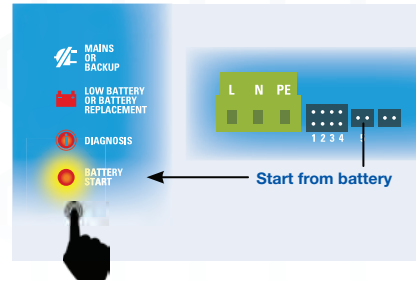 MAINS
OR
BACKUP
LOW BATTERY
OR BATTERY
REPLACEMENT
DIAGNOSIS
BATTERY
START
L N PE
1 2 3 4 5
Start from battery